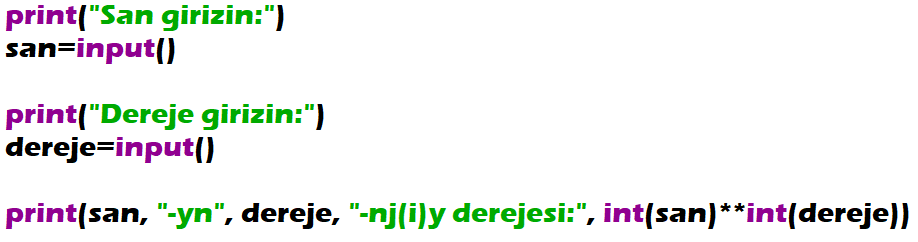 print("San girizin:")
san=input()
print("Dereje girizin:")
dereje=input()
print(san, "-yn", dereje, "-nj(i)y derejesi:", int(san)**int(dereje))